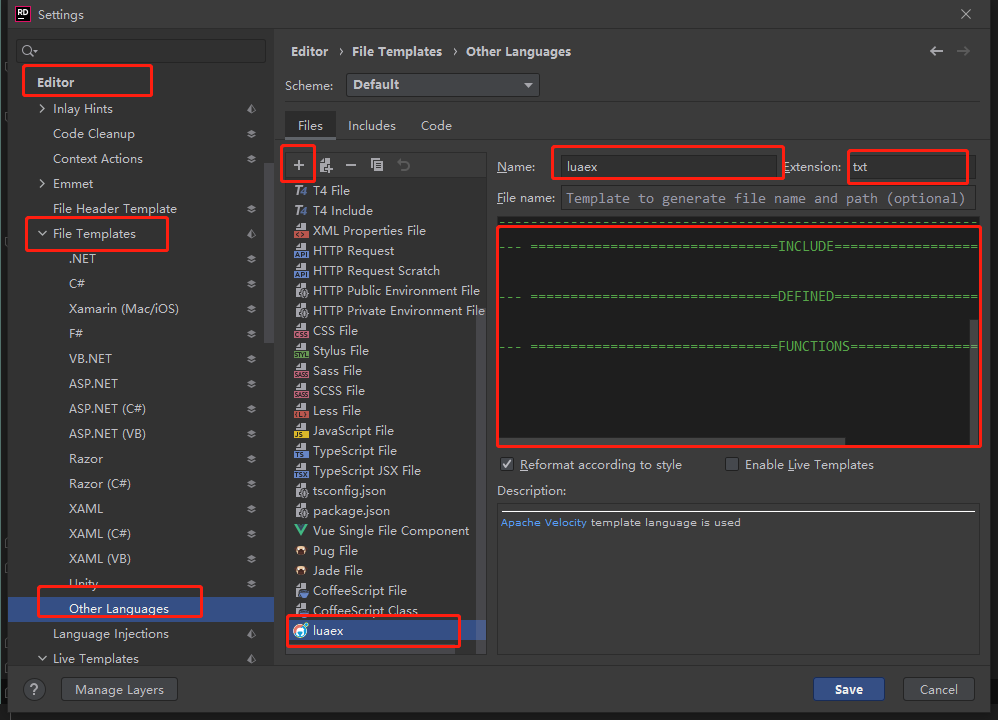 RD Settings
Editor
Inlay Hints
Code Cleanup
Context Actions
Emmet
File Header Template
File Templates
.NET
C#
Xamarin (Mac/iOS)
F#
VB.NET
ASP.NET
ASP.NET (C#)
ASP.NET (VB)
Razor
Razor (C#)
XAML
XAML (C#)
XAML (VB)
Unity
Other Languages
Language Injections
Live Templates
Editor › File Templates › Other Languages
Scheme: Default
Files Includes Code
T4 File
T4 Include
XML Properties File
HTTP Request
HTTP Request Scratch
HTTP Public Environment File
HTTP Private Environment File
CSS File
Stylus File
Sass File
SCSS File
Less File
JavaScript File
TypeScript File
TypeScript JSX File
tsconfig.json
package.json
Vue Single File Component
Pug File
Jade File
CoffeeScript File
CoffeeScript Class
luaex
Name: luaex Extension: txt
File name: Template to generate file name and path (optional)
--- ============================INCLUDE================
--- ============================DEFINED================
--- ============================FUNCTIONS==============
Reformat according to style Enable Live Templates
Description:
Apache Velocity template language is used
? Manage Layers Save Cancel